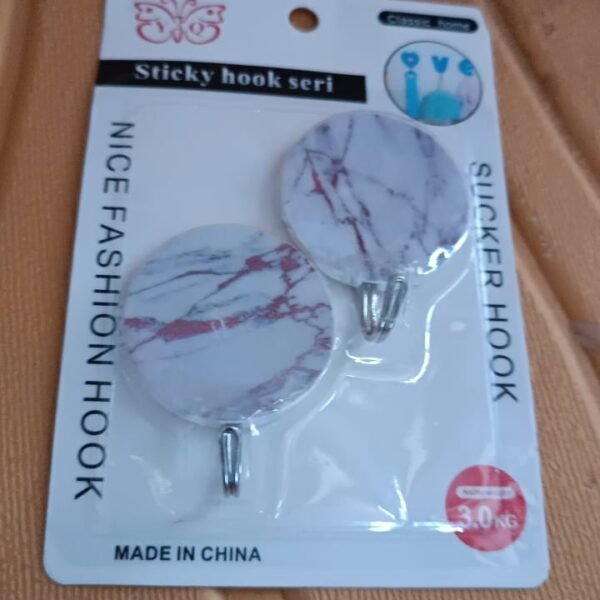 Classic home
Sticky hook seri
NICE FASHION HOOK
SUCKER HOOK
3.0KG
MADE IN CHINA